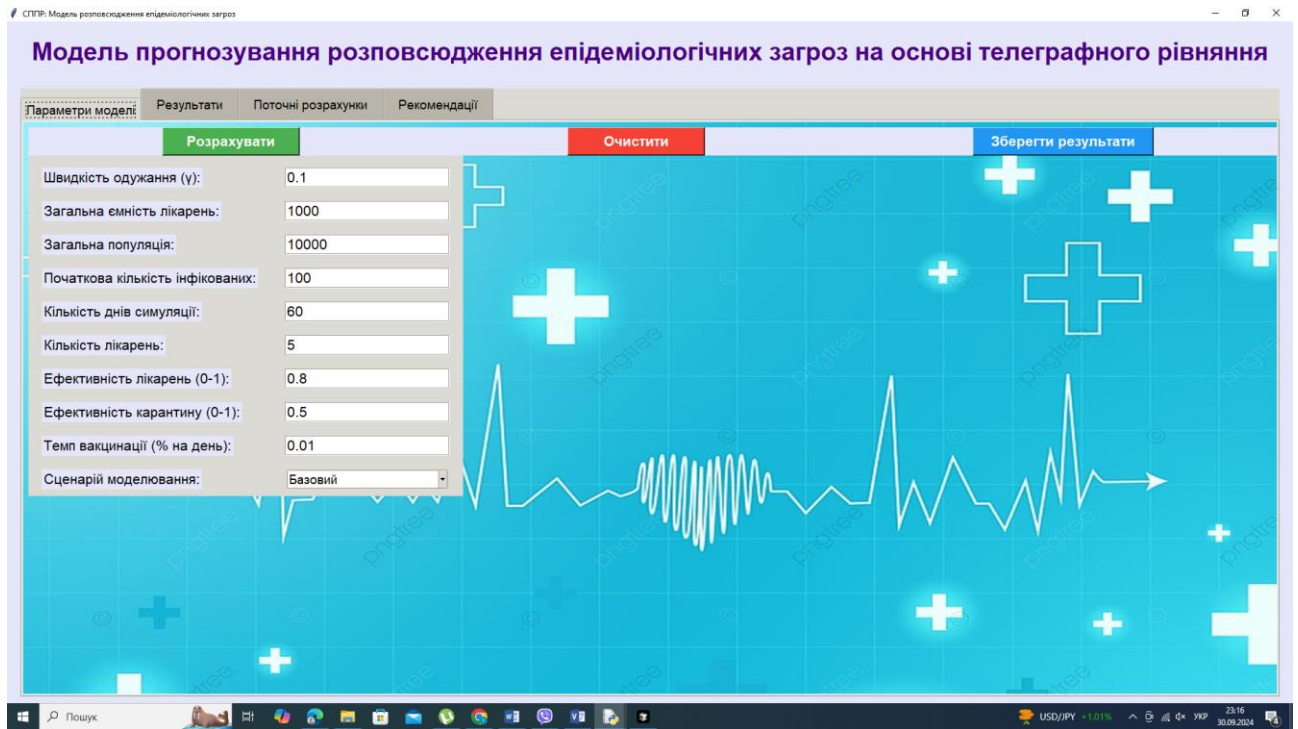 СППР: Модель розповсюдження епідеміологічних загроз
Модель прогнозування розповсюдження епідеміологічних загроз на основі телеграфного рівняння
Параметри моделі Результати Поточні розрахунки Рекомендації
Розрахувати Очистити Зберегти результати
Швидкість одужання (γ): 0.1
Загальна ємність лікарень: 1000
Загальна популяція: 10000
Початкова кількість інфікованих: 100
Кількість днів симуляції: 60
Кількість лікарень: 5
Ефективність лікарень (0-1): 0.8
Ефективність карантину (0-1): 0.5
Темп вакцинації (% на день): 0.01
Сценарій моделювання: Базовий
pngtree
Пошук USD/JPY +1.01% УКР 23:16
30.09.2024